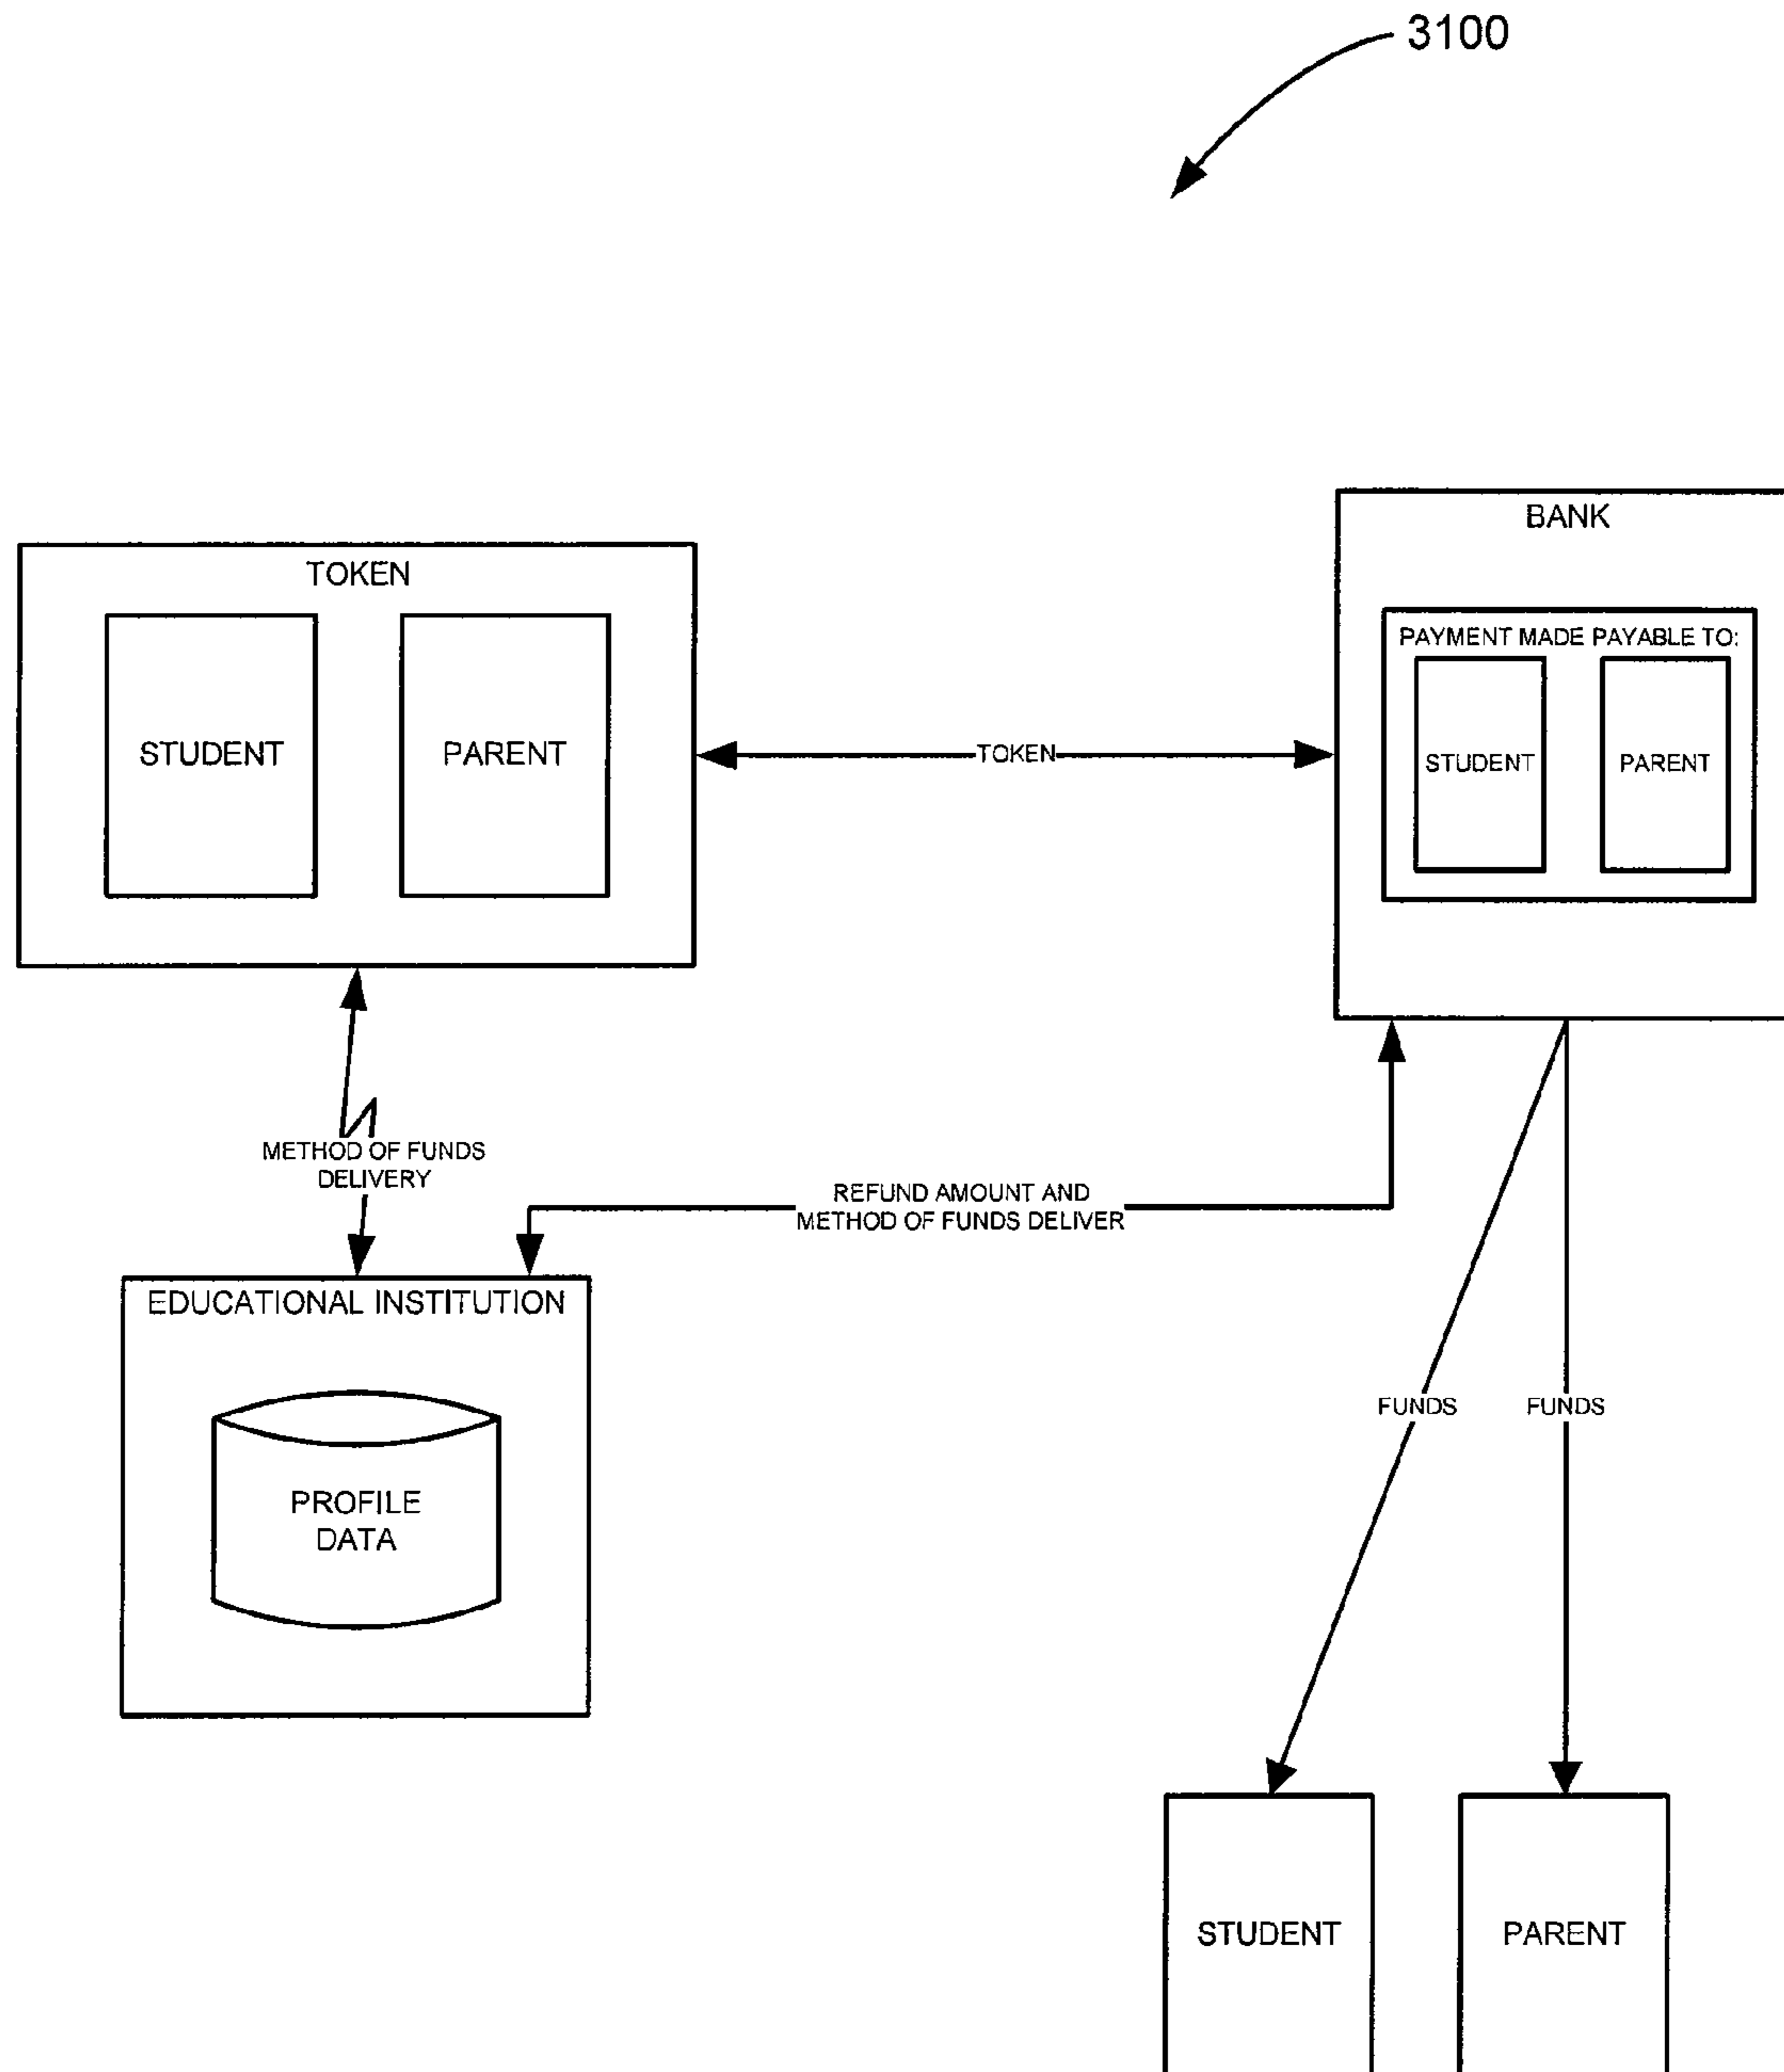 3100
TOKEN
STUDENT
PARENT
TOKEN
BANK
PAYMENT MADE PAYABLE TO:
STUDENT
PARENT
METHOD OF FUNDS
DELIVERY
REFUND AMOUNT AND
METHOD OF FUNDS DELIVER
EDUCATIONAL INSTITUTION
PROFILE
DATA
FUNDS
FUNDS
STUDENT
PARENT